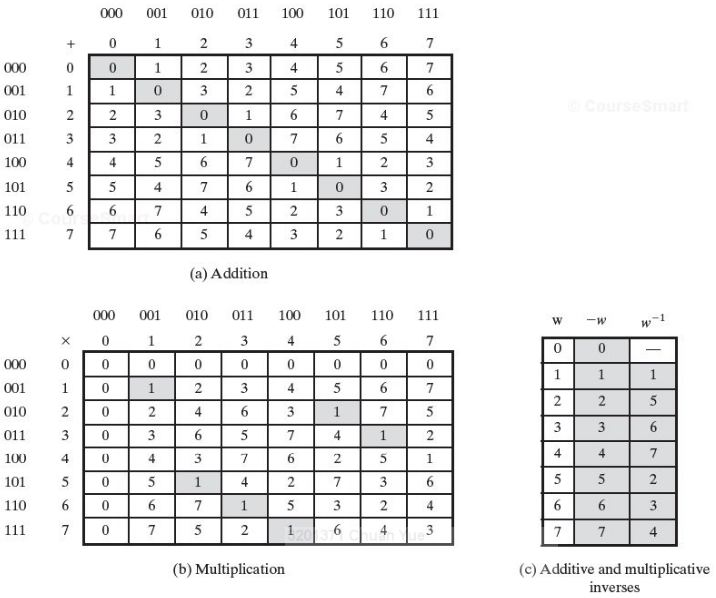 000 001 010 011 100 101 110 111
+ 0 1 2 3 4 5 6 7
000 0 0 1 2 3 4 5 6 7
001 1 1 0 3 2 5 4 7 6
010 2 2 3 0 1 6 7 4 5
011 3 3 2 1 0 7 6 5 4
100 4 4 5 6 7 0 1 2 3
101 5 5 4 7 6 1 0 3 2
110 6 6 7 4 5 2 3 0 1
111 7 7 6 5 4 3 2 1 0
© CourseSmart
© CourseSmart
(a) Addition
000 001 010 011 100 101 110 111
× 0 1 2 3 4 5 6 7
000 0 0 0 0 0 0 0 0 0
001 1 0 1 2 3 4 5 6 7
010 2 0 2 4 6 3 1 7 5
011 3 0 3 6 5 7 4 1 2
100 4 0 4 3 7 6 2 5 1
101 5 0 5 1 4 2 7 3 6
110 6 0 6 7 1 5 3 2 4
111 7 0 7 5 2 1 6 4 3
Chuan Yue
(b) Multiplication
w −w w⁻¹
0 0 —
1 1 1
2 2 5
3 3 6
4 4 7
5 5 2
6 6 3
7 7 4
(c) Additive and multiplicative
inverses